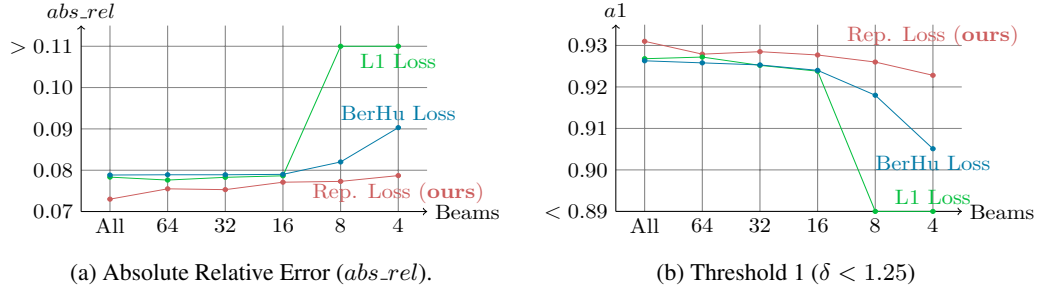 abs_rel
> 0.11
0.10
0.09
0.08
0.07
L1 Loss
BerHu Loss
Rep. Loss (ours)
All 64 32 16 8 4
Beams
(a) Absolute Relative Error (abs_rel).
a1
0.93
0.92
0.91
0.90
< 0.89
Rep. Loss (ours)
BerHu Loss
L1 Loss
All 64 32 16 8 4
Beams
(b) Threshold 1 (δ < 1.25)